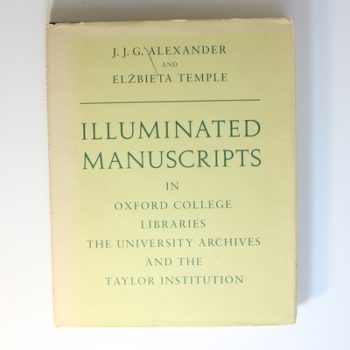 J. J. G. ALEXANDER
AND
ELŻBIETA TEMPLE
ILLUMINATED
MANUSCRIPTS
IN
OXFORD COLLEGE
LIBRARIES
THE UNIVERSITY ARCHIVES
AND THE
TAYLOR INSTITUTION